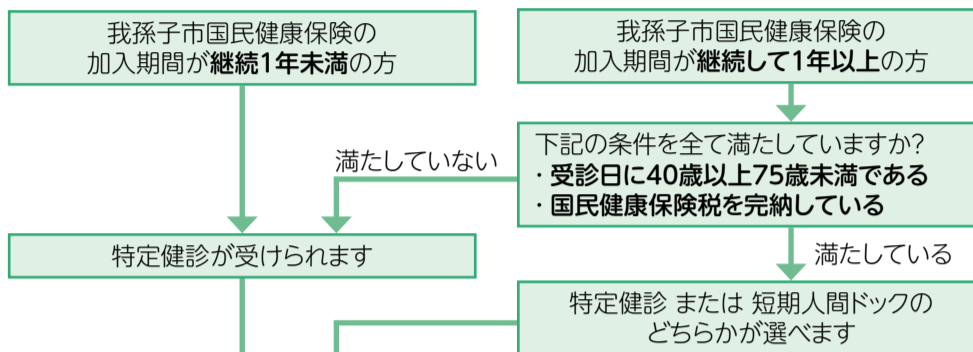 我孫子市国民健康保険の
加入期間が継続1年未満の方
我孫子市国民健康保険の
加入期間が継続して1年以上の方
下記の条件を全て満たしていますか?
・受診日に40歳以上75歳未満である
・国民健康保険税を完納している
満たしていない
特定健診が受けられます
満たしている
特定健診 または 短期人間ドックの
どちらかが選べます